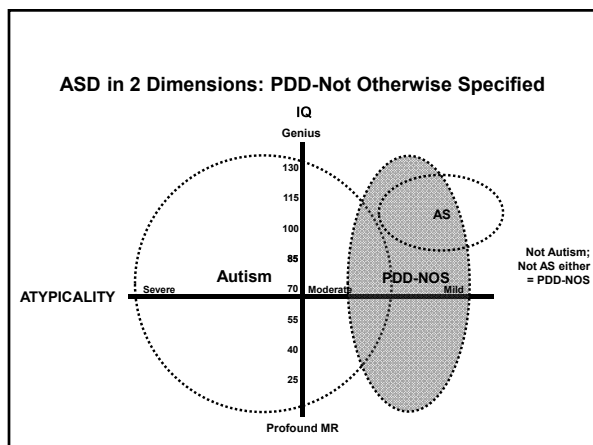 ASD in 2 Dimensions: PDD-Not Otherwise Specified
IQ
Genius
130
115
100
AS
85
Not Autism;
Not AS either
= PDD-NOS
Autism
PDD-NOS
70
ATYPICALITY
Severe
Moderate
Mild
55
40
25
Profound MR